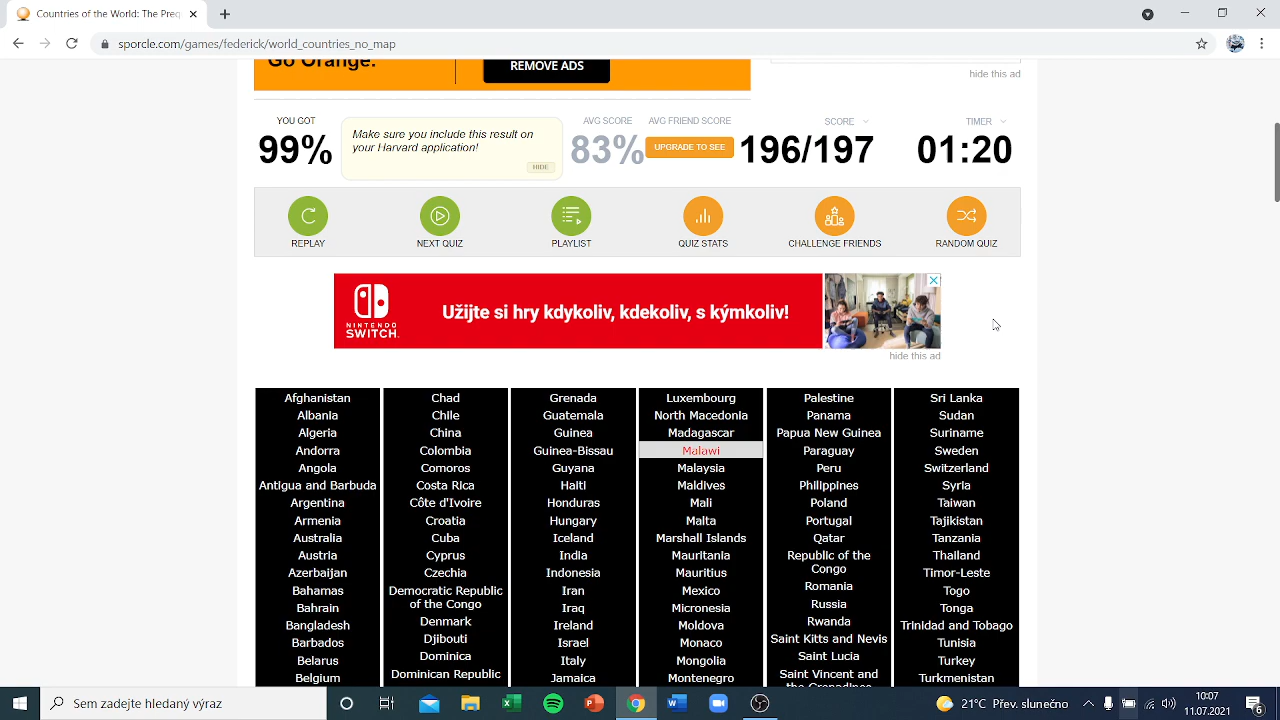 Countries of the World: The Preq
sporcle.com/games/federick/world_countries_no_map
Go Orange.
REMOVE ADS
hide this ad
YOU GOT
99%
Make sure you include this result on
your Harvard application!
HIDE
AVG SCORE
83%
AVG FRIEND SCORE
UPGRADE TO SEE
SCORE
196/197
TIMER
01:20
REPLAY
NEXT QUIZ
PLAYLIST
QUIZ STATS
CHALLENGE FRIENDS
RANDOM QUIZ
NINTENDO
SWITCH.
Užijte si hry kdykoliv, kdekoliv, s kýmkoliv!
hide this ad
Afghanistan
Albania
Algeria
Andorra
Angola
Antigua and Barbuda
Argentina
Armenia
Australia
Austria
Azerbaijan
Bahamas
Bahrain
Bangladesh
Barbados
Belarus
Belgium
Chad
Chile
China
Colombia
Comoros
Costa Rica
Côte d'Ivoire
Croatia
Cuba
Cyprus
Czechia
Democratic Republic
of the Congo
Denmark
Djibouti
Dominica
Dominican Republic
Grenada
Guatemala
Guinea
Guinea-Bissau
Guyana
Haiti
Honduras
Hungary
Iceland
India
Indonesia
Iran
Iraq
Ireland
Israel
Italy
Jamaica
Luxembourg
North Macedonia
Madagascar
Malawi
Malaysia
Maldives
Mali
Malta
Marshall Islands
Mauritania
Mauritius
Mexico
Micronesia
Moldova
Monaco
Mongolia
Montenegro
Palestine
Panama
Papua New Guinea
Paraguay
Peru
Philippines
Poland
Portugal
Qatar
Republic of the
Congo
Romania
Russia
Rwanda
Saint Kitts and Nevis
Saint Lucia
Saint Vincent and
the Grenadines
Sri Lanka
Sudan
Suriname
Sweden
Switzerland
Syria
Taiwan
Tajikistan
Tanzania
Thailand
Timor-Leste
Togo
Tonga
Trinidad and Tobago
Tunisia
Turkey
Turkmenistan
Sem zadejte hledaný výraz
21°C Přev. slunečno
10:07
11.07.2021
6